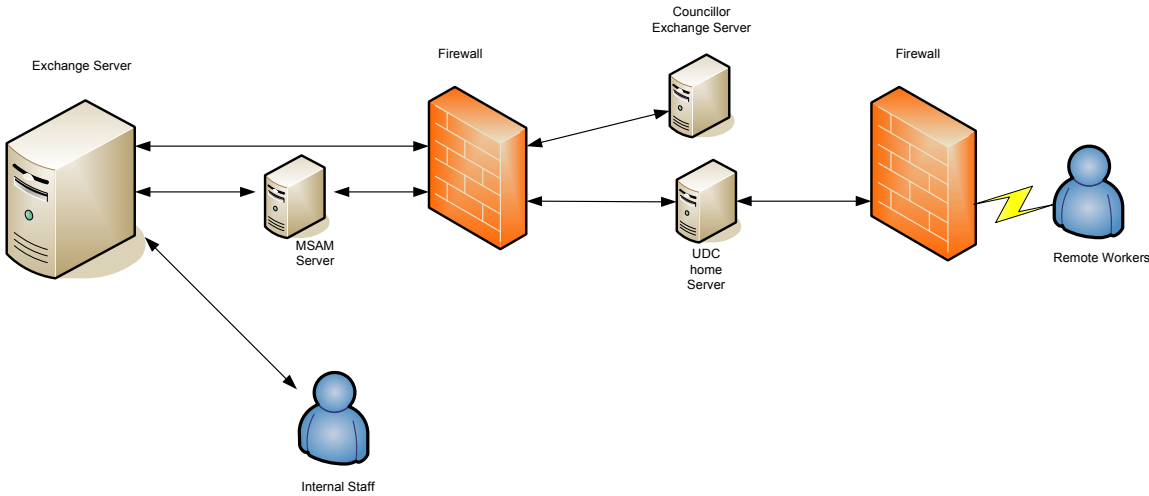 Councillor
Exchange Server
Firewall
Firewall
Exchange Server
MSAM
Server
UDC
home
Server
Remote Workers
Internal Staff